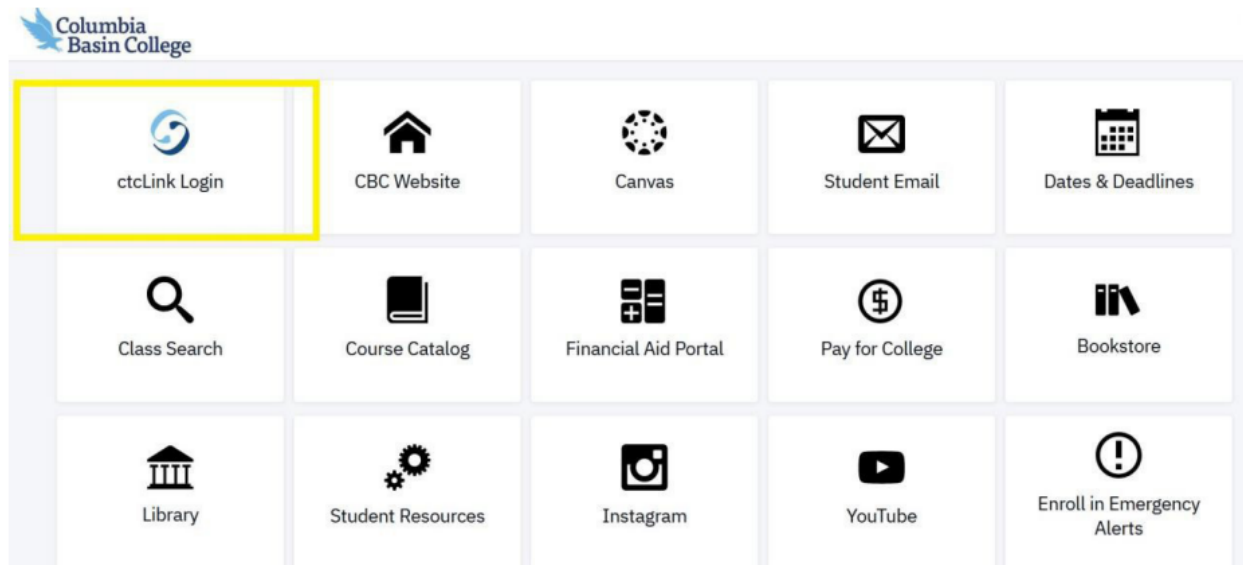 Columbia
Basin College
ctcLink Login
CBC Website
Canvas
Student Email
Dates & Deadlines
Class Search
Course Catalog
Financial Aid Portal
Pay for College
Bookstore
Library
Student Resources
Instagram
YouTube
Enroll in Emergency
Alerts